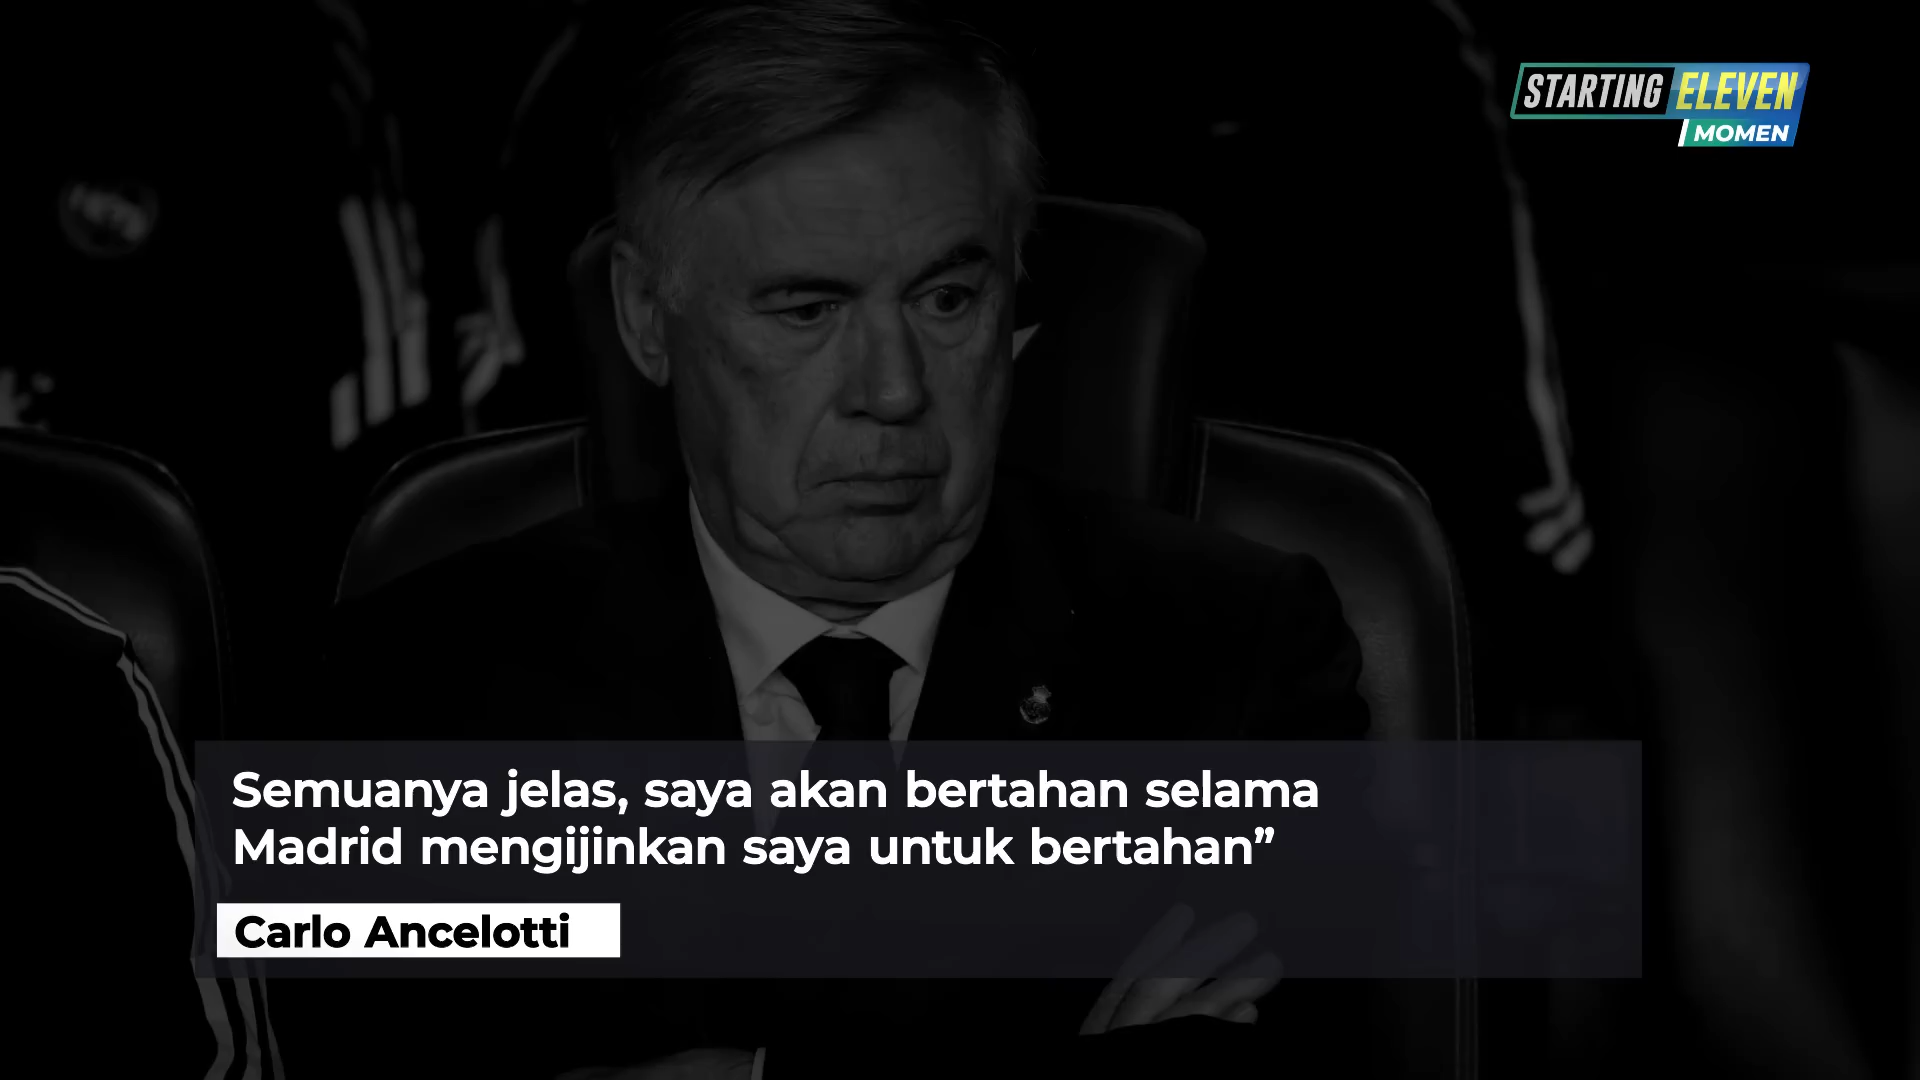 STARTING ELEVEN
MOMEN
Semuanya jelas, saya akan bertahan selama
Madrid mengijinkan saya untuk bertahan”
Carlo Ancelotti